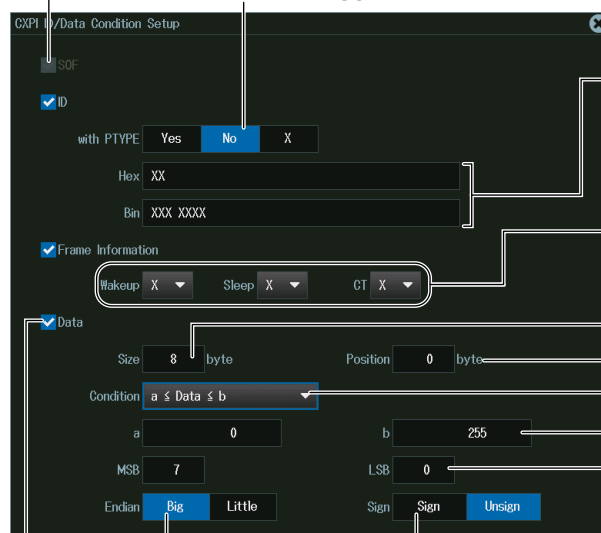 CXPI ID/Data Condition Setup
SOF
ID
with PTYPE Yes No X
Hex XX
Bin XXX XXXX
Frame Information
Wakeup X Sleep X CT X
Data
Size 8 byte Position 0 byte
Condition a ≤ Data ≤ b
a 0 b 255
MSB 7 LSB 0
Endian Big Little Sign Sign Unsign